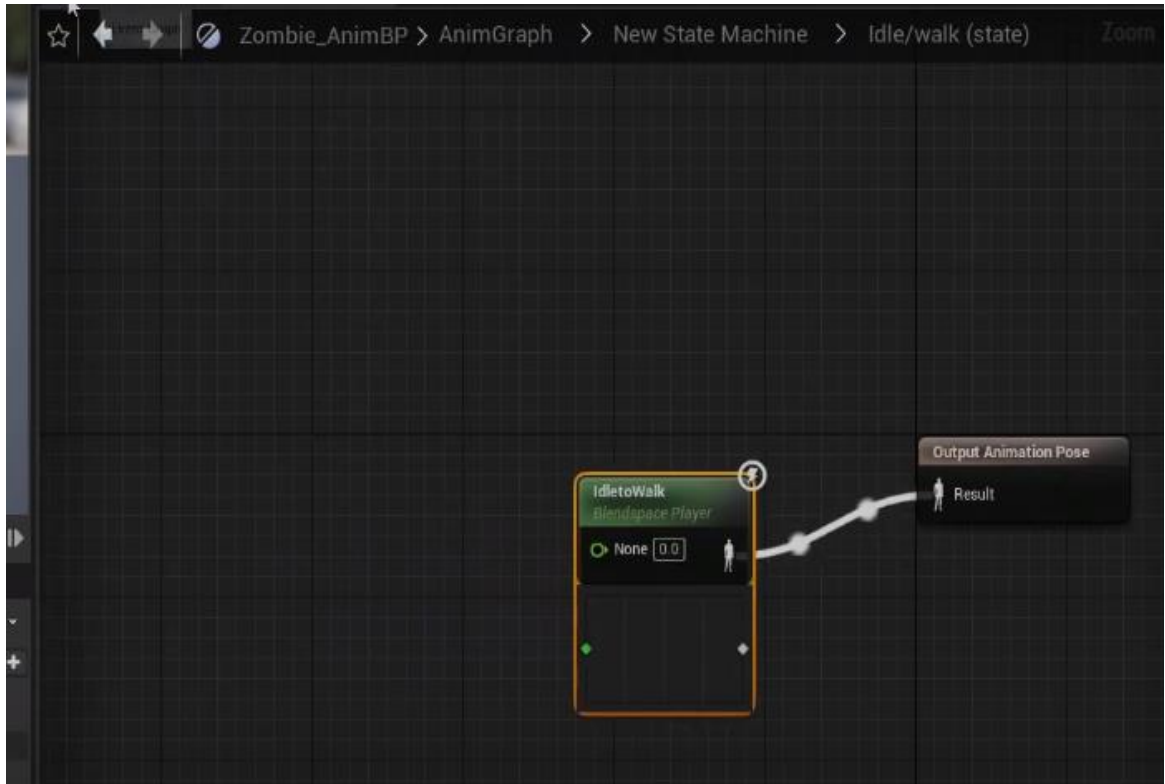 Zombie_AnimBP > AnimGraph > New State Machine > Idle/walk (state) Zoom
Output Animation Pose
Result
IdletoWalk
Blendspace Player
None 0.0